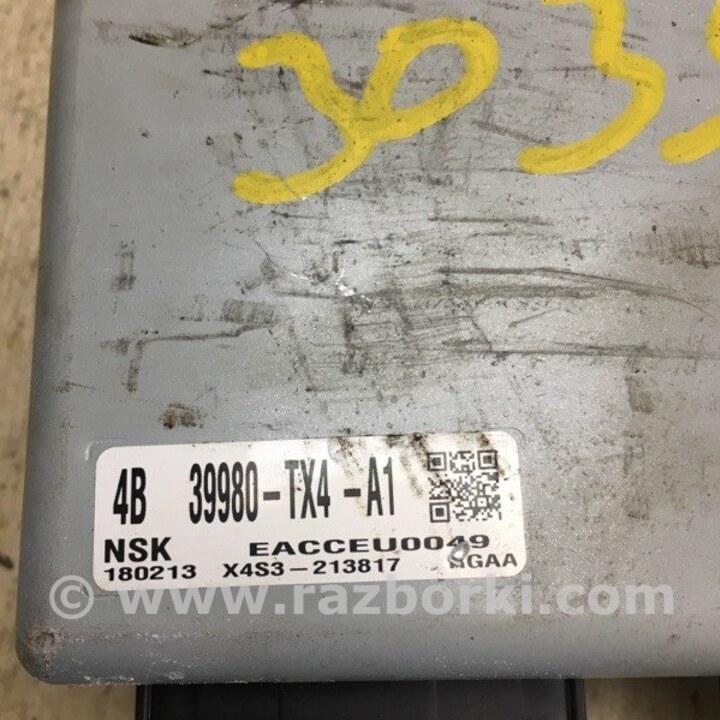 4B 39980-TX4-A1
NSK EACCEU0049
180213 X4S3-213817
© www.razborki.com